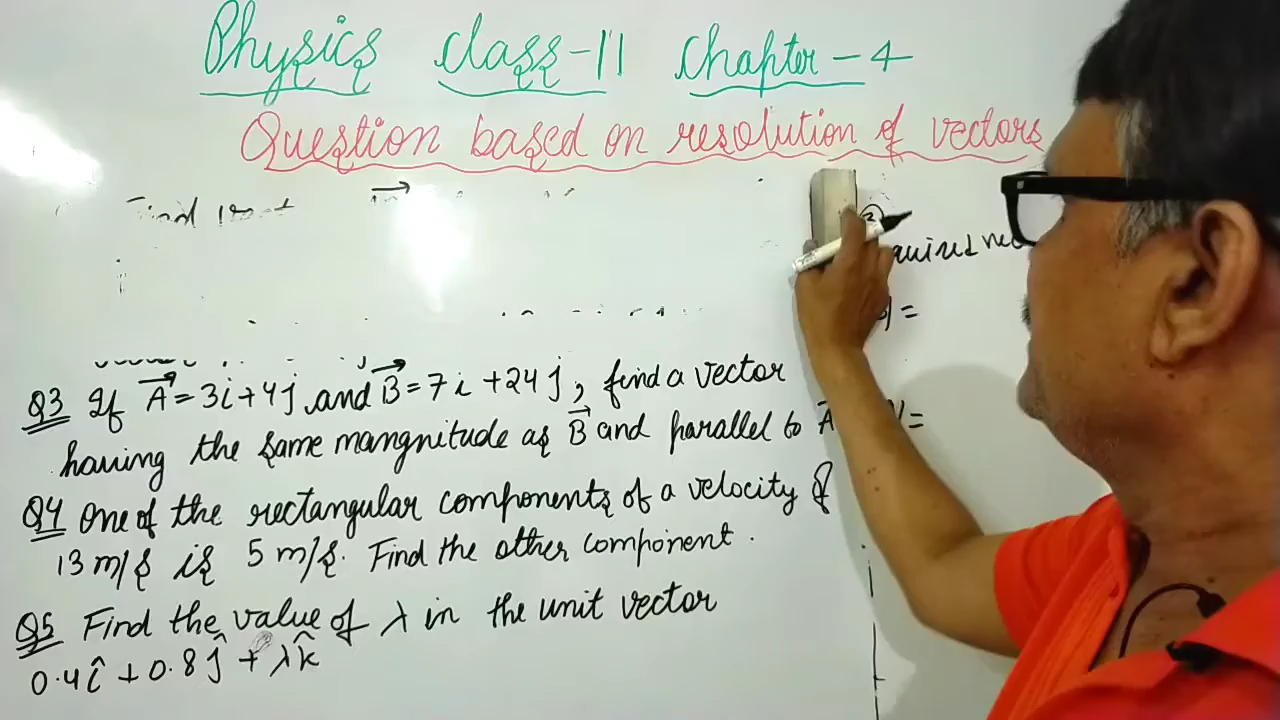 Physics class-11 Chapter-4
Question based on resolution of vectors
Find
Q3 If A⃗ = 3i+4j and B⃗ = 7i +24j, find a vector
having the same mangnitude as B⃗ and parallel to A⃗
Q4 One of the rectangular components of a velocity of
13 m/s is 5 m/s. Find the other component.
Q5 Find the value of λ in the unit vector
0.4î + 0.8ĵ + λk̂